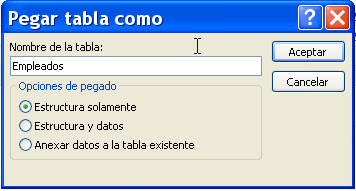 Pegar tabla como
Nombre de la tabla:
Aceptar
Empleados
Cancelar
Opciones de pegado
Estructura solamente
Estructura y datos
Anexar datos a la tabla existente